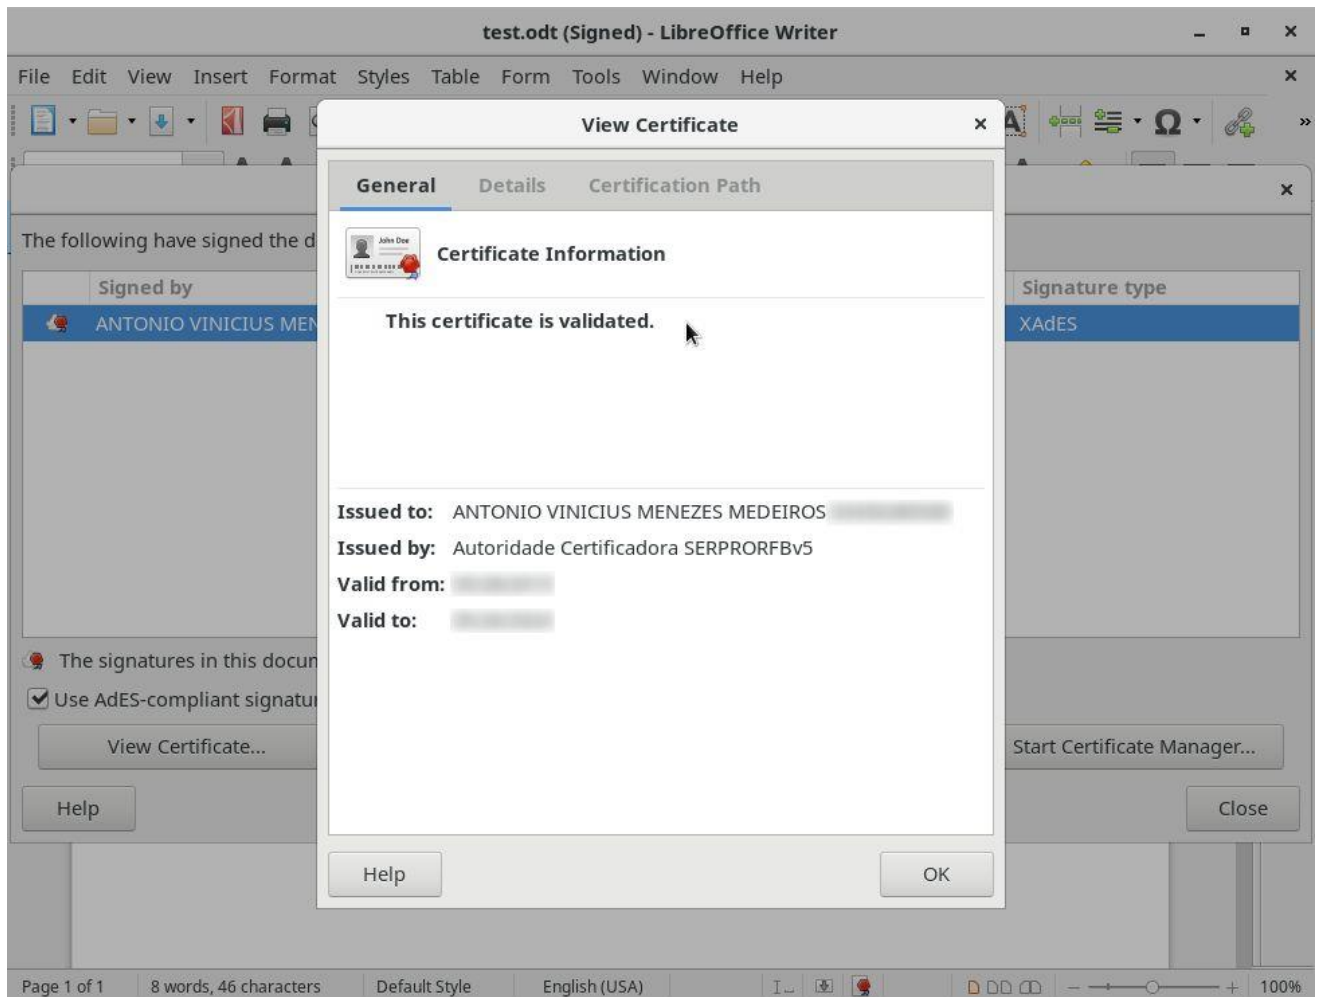 test.odt (Signed) - LibreOffice Writer
File Edit View Insert Format Styles Table Form Tools Window Help
View Certificate
General Details Certification Path
The following have signed the d
John Doe
Certificate Information
Signed by
Signature type
This certificate is validated.
ANTONIO VINICIUS MEN
XAdES
Issued to: ANTONIO VINICIUS MENEZES MEDEIROS
Issued by: Autoridade Certificadora SERPRORFBv5
Valid from:
Valid to:
The signatures in this docum
Use AdES-compliant signatur
View Certificate...
Start Certificate Manager...
Help
Close
Help
OK
Page 1 of 1 8 words, 46 characters Default Style English (USA) 100%